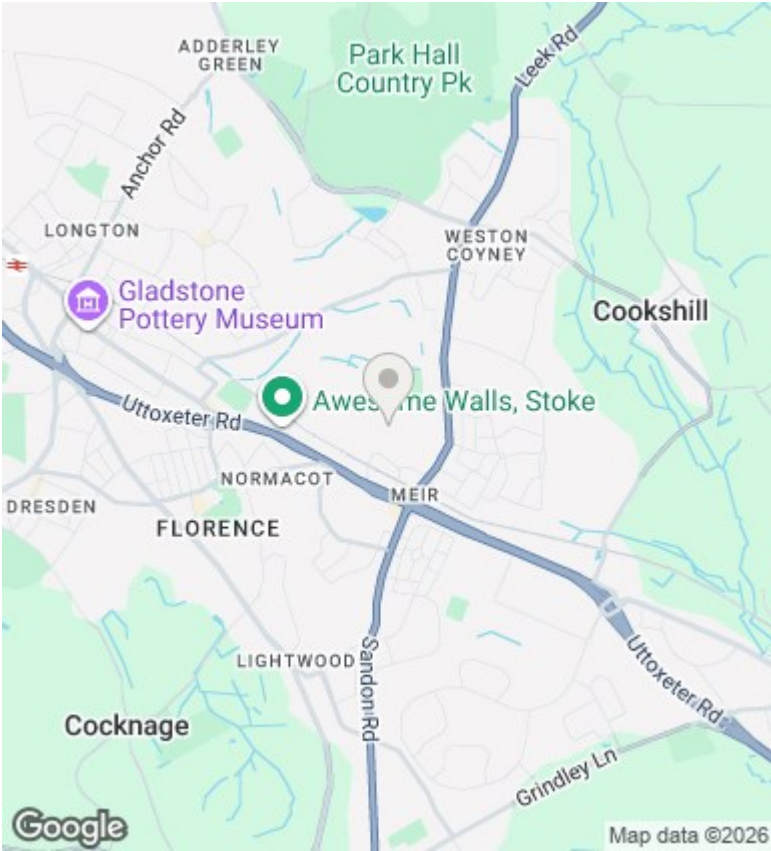 ADDERLEY
GREEN
Park Hall
Country Pk
Leek Rd
Anchor Rd
LONGTON
WESTON
COYNEY
Gladstone
Pottery Museum
Cookshill
Awesome Walls, Stoke
Uttoxeter Rd
NORMACOT
MEIR
DRESDEN
FLORENCE
LIGHTWOOD
Sandon Rd
Uttoxeter Rd
Cocknage
Grindley Ln
Google
Map data ©2026